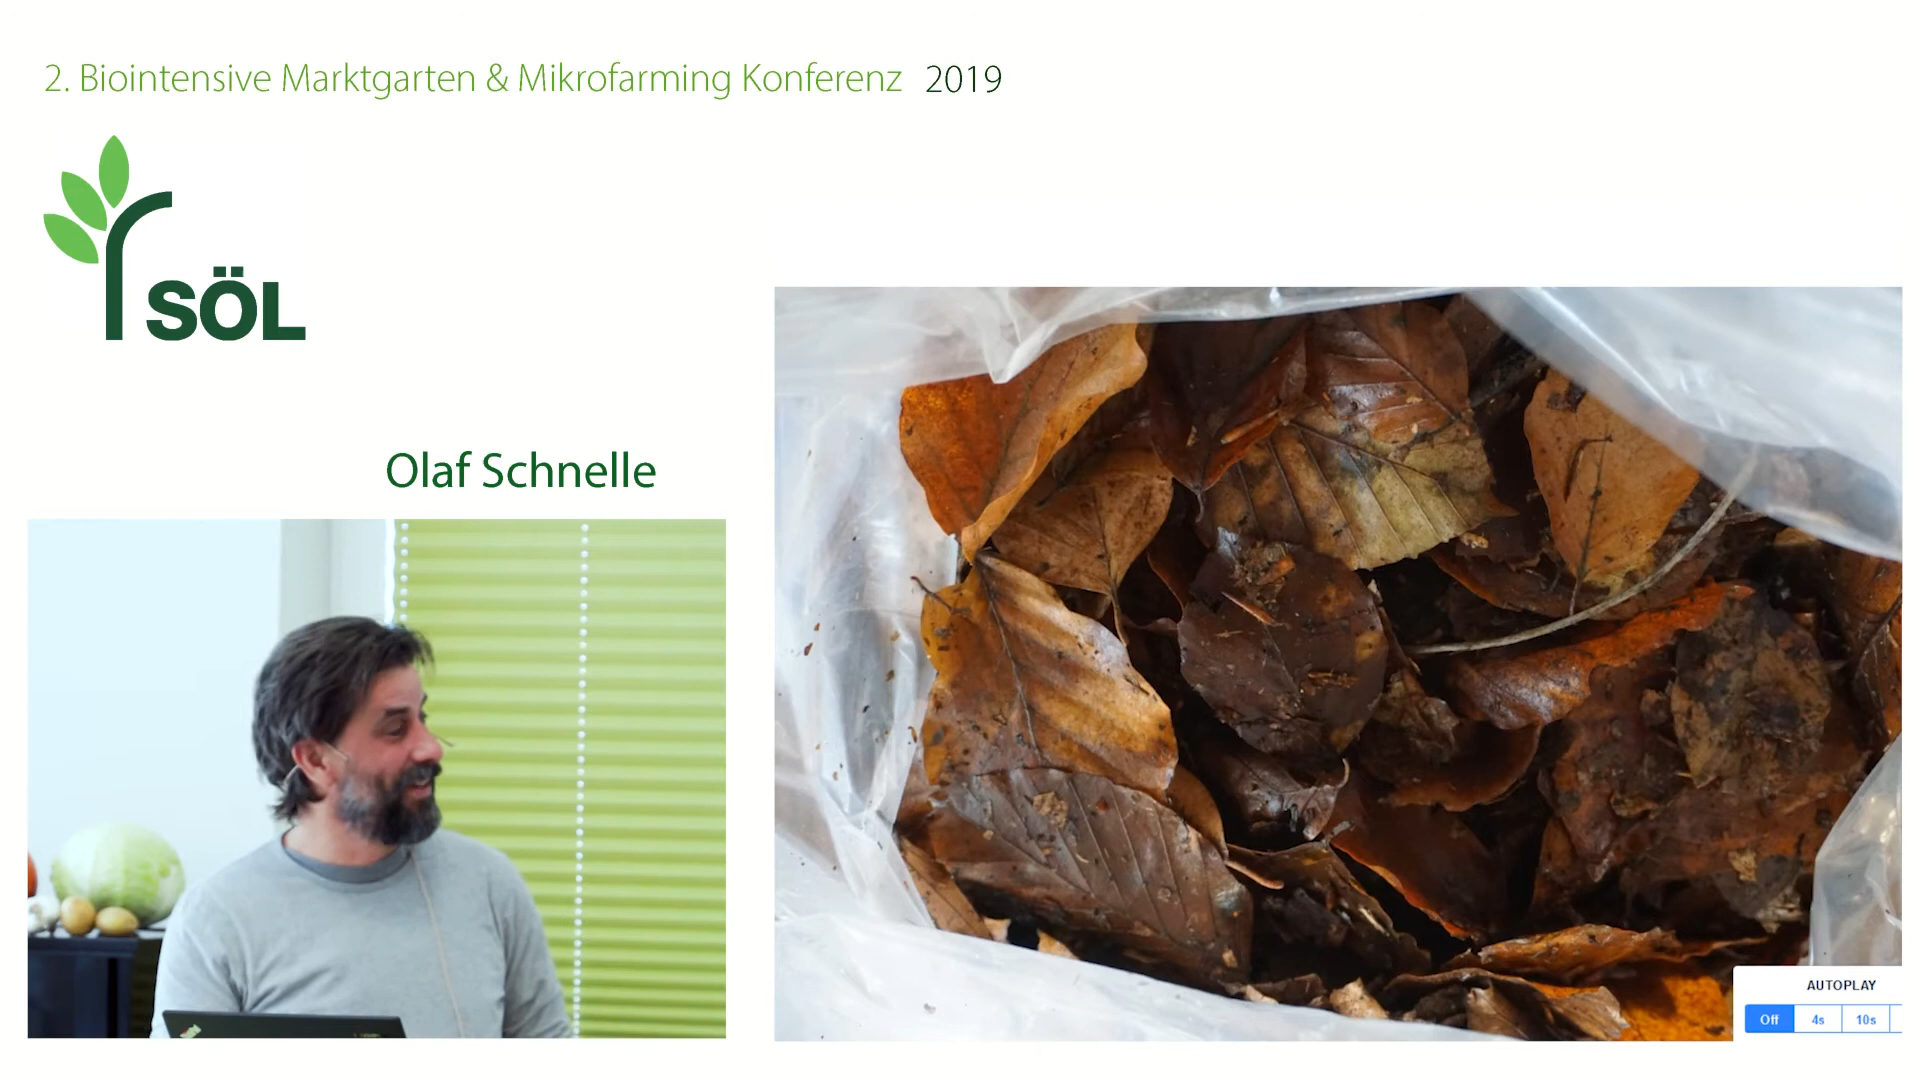 2. Biointensive Marktgarten & Mikrofarming Konferenz 2019
SÖL
Olaf Schnelle
AUTOPLAY
Off 4s 10s